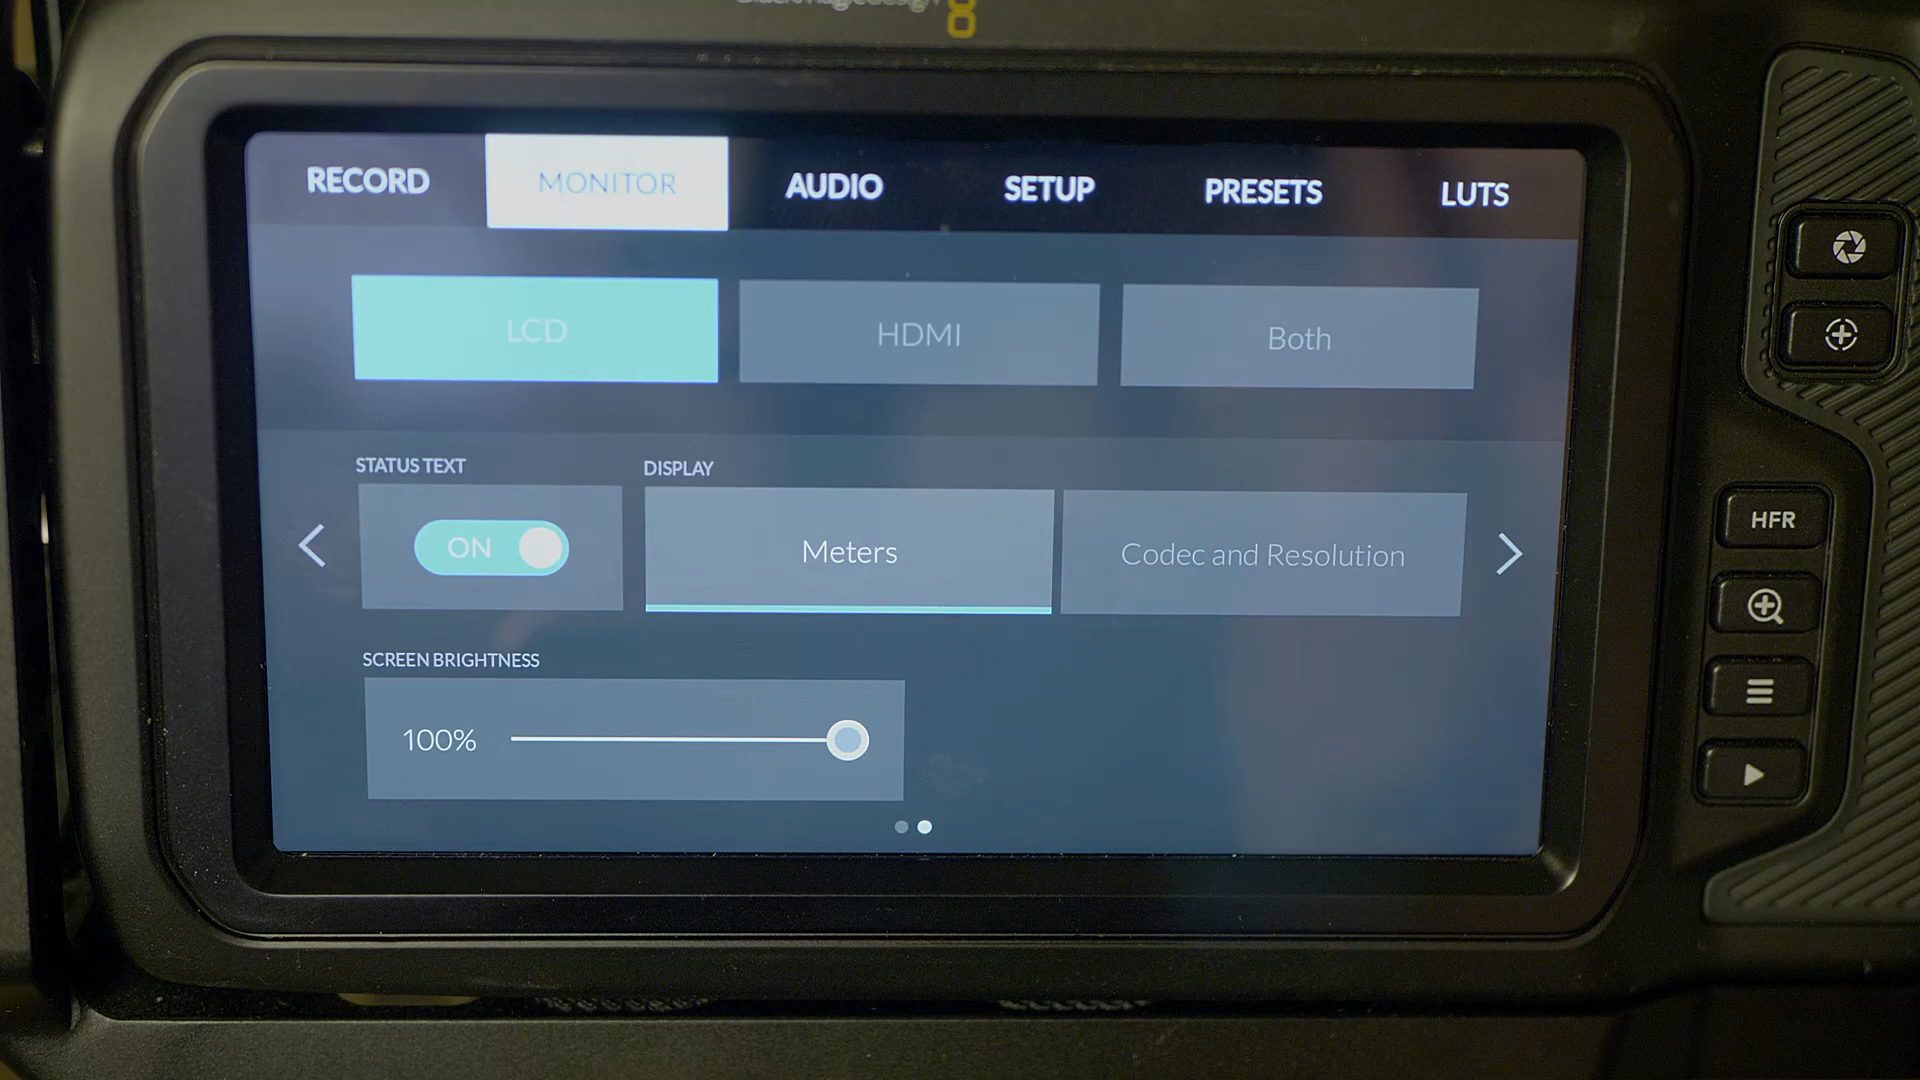 Blackmagicdesign
RECORD MONITOR AUDIO SETUP PRESETS LUTS
LCD HDMI Both
STATUS TEXT DISPLAY
ON Meters Codec and Resolution
SCREEN BRIGHTNESS
100%
HFR